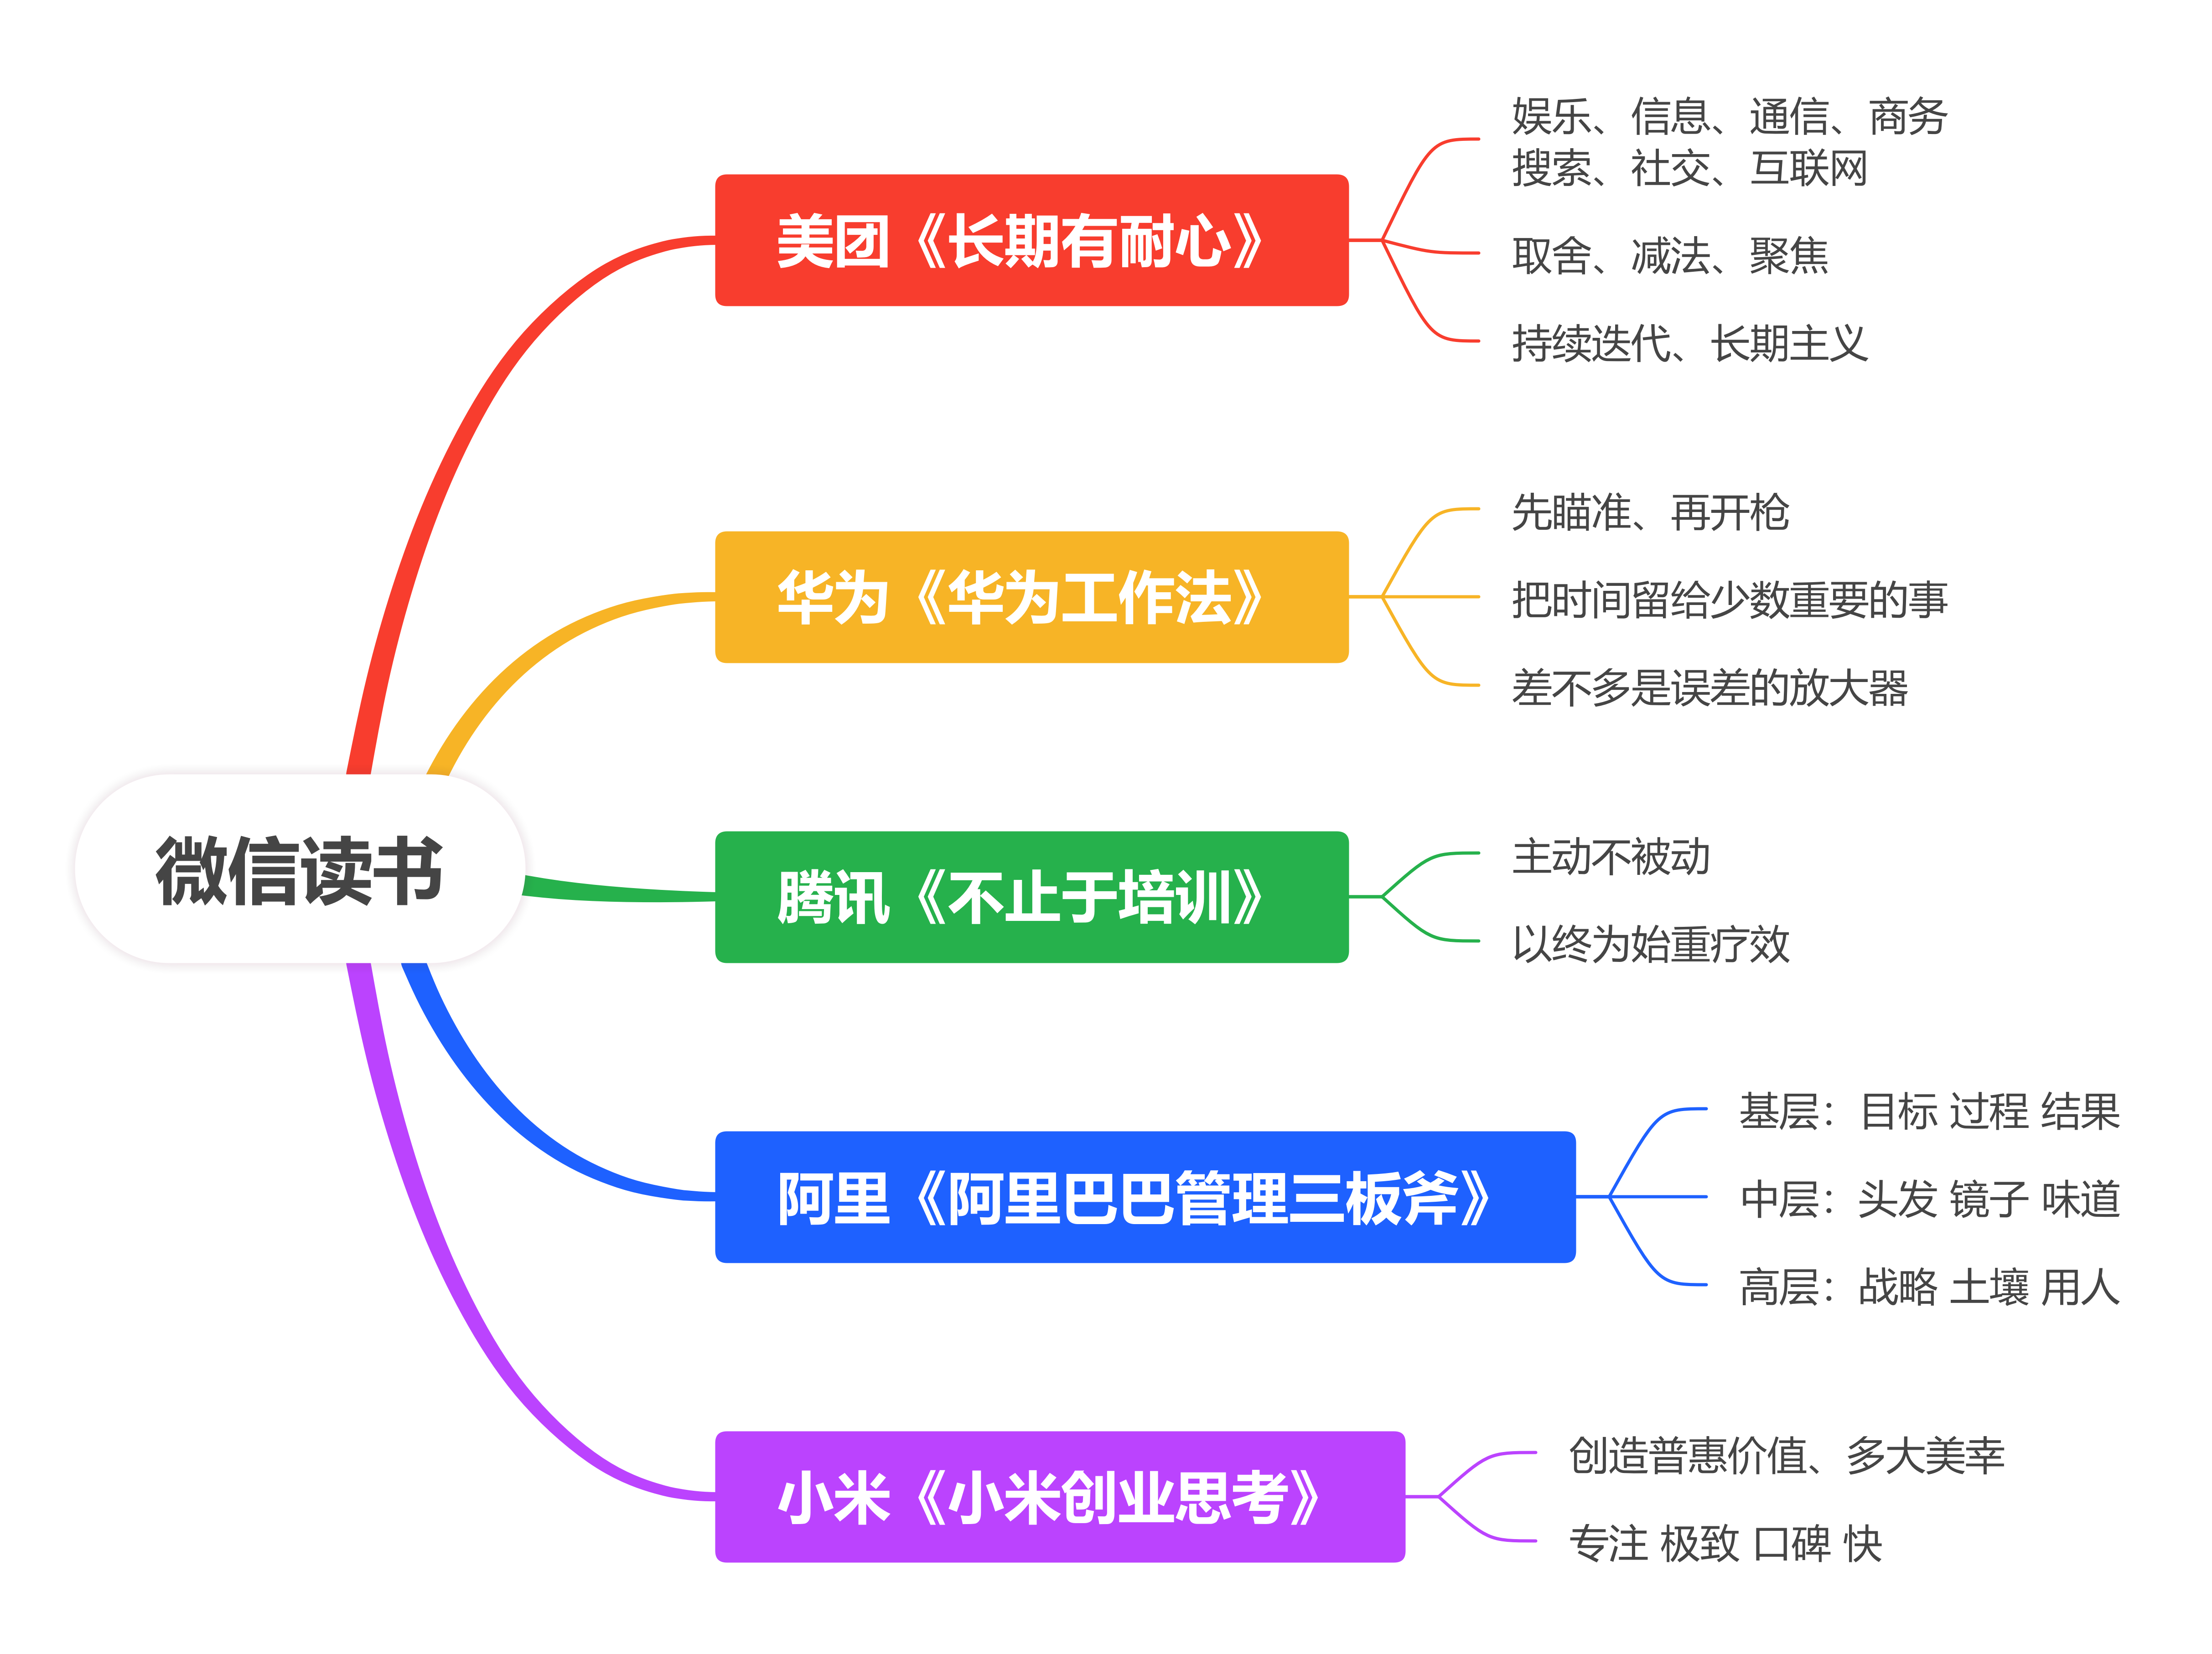 微信读书
美团《长期有耐心》
娱乐、信息、通信、商务
搜索、社交、互联网
取舍、减法、聚焦
持续迭代、长期主义
华为《华为工作法》
先瞄准、再开枪
把时间留给少数重要的事
差不多是误差的放大器
腾讯《不止于培训》
主动不被动
以终为始重疗效
阿里《阿里巴巴管理三板斧》
基层：目标 过程 结果
中层：头发 镜子 味道
高层：战略 土壤 用人
小米《小米创业思考》
创造普惠价值、多大美幸
专注 极致 口碑 快